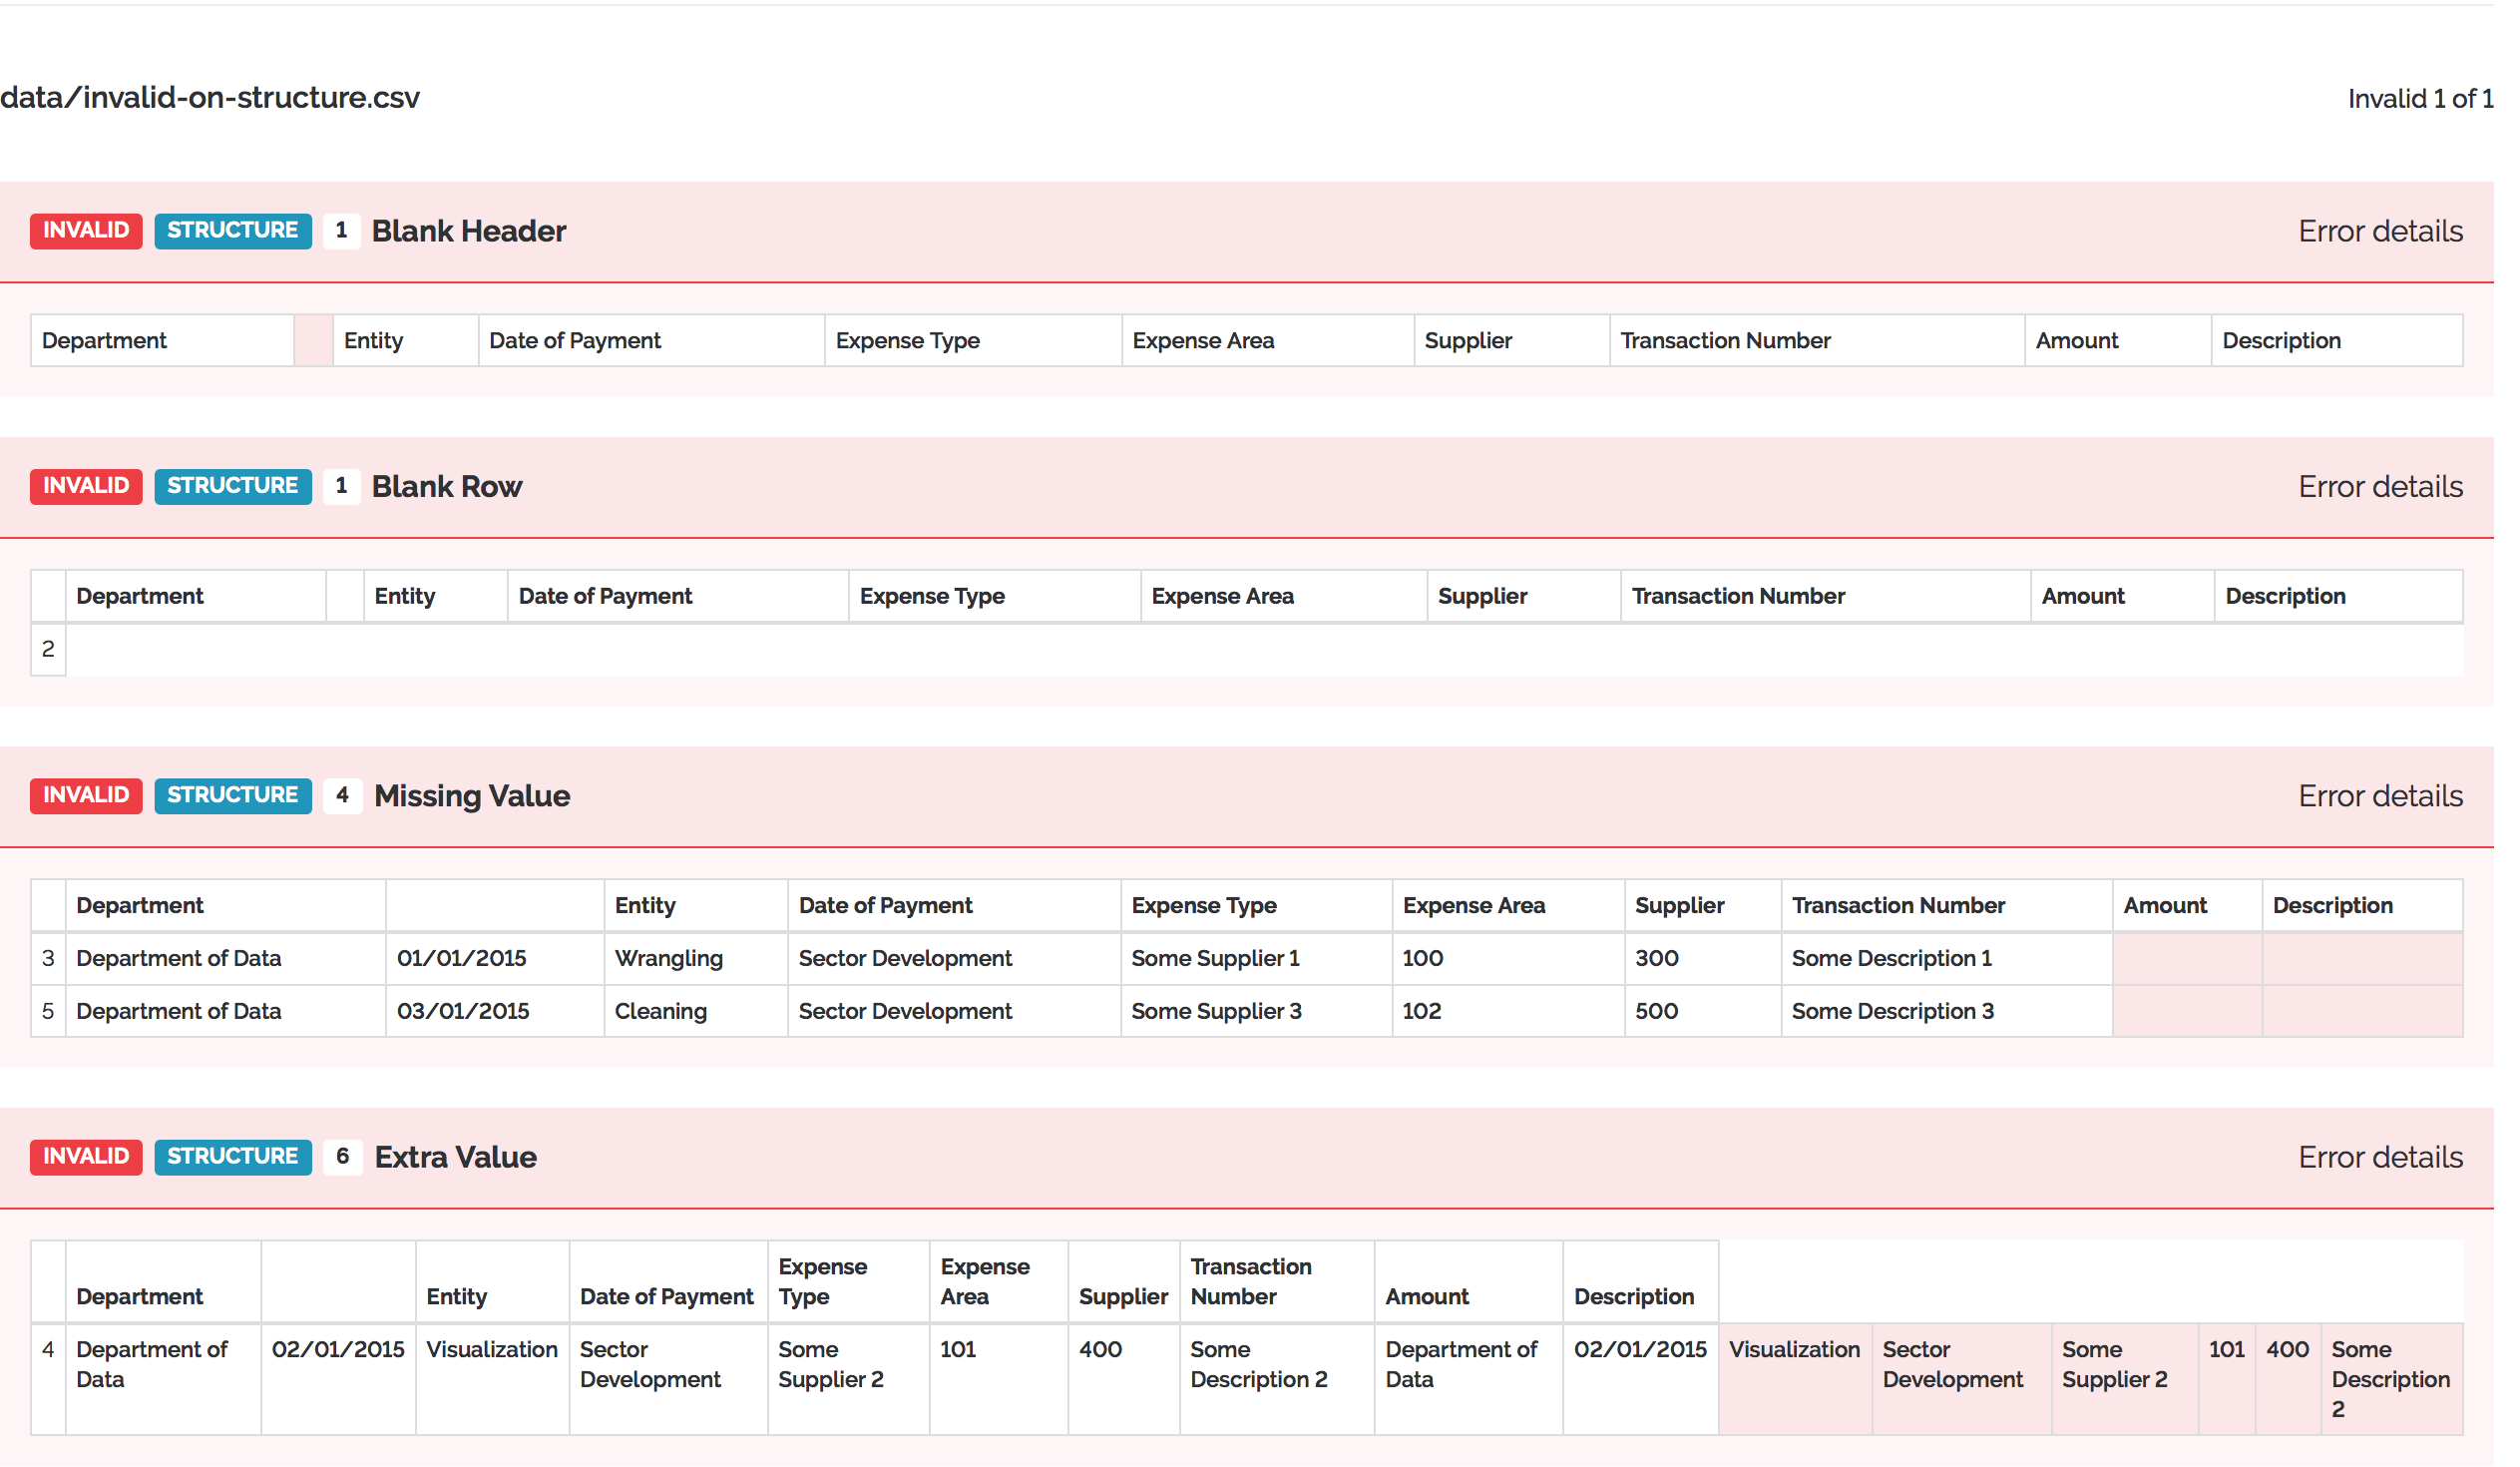 data/invalid-on-structure.csv Invalid 1 of 1
INVALID STRUCTURE 1 Blank Header Error details
Department Entity Date of Payment Expense Type Expense Area Supplier Transaction Number Amount Description
INVALID STRUCTURE 1 Blank Row Error details
Department Entity Date of Payment Expense Type Expense Area Supplier Transaction Number Amount Description
2
INVALID STRUCTURE 4 Missing Value Error details
Department Entity Date of Payment Expense Type Expense Area Supplier Transaction Number Amount Description
3 Department of Data 01/01/2015 Wrangling Sector Development Some Supplier 1 100 300 Some Description 1
5 Department of Data 03/01/2015 Cleaning Sector Development Some Supplier 3 102 500 Some Description 3
INVALID STRUCTURE 6 Extra Value Error details
Expense Expense Transaction
Department Entity Date of Payment Type Area Supplier Number Amount Description
4 Department of 02/01/2015 Visualization Sector Some 101 400 Some Department of 02/01/2015 Visualization Sector Some 101 400 Some
Data Development Supplier 2 Description 2 Data Development Supplier 2 Description
2